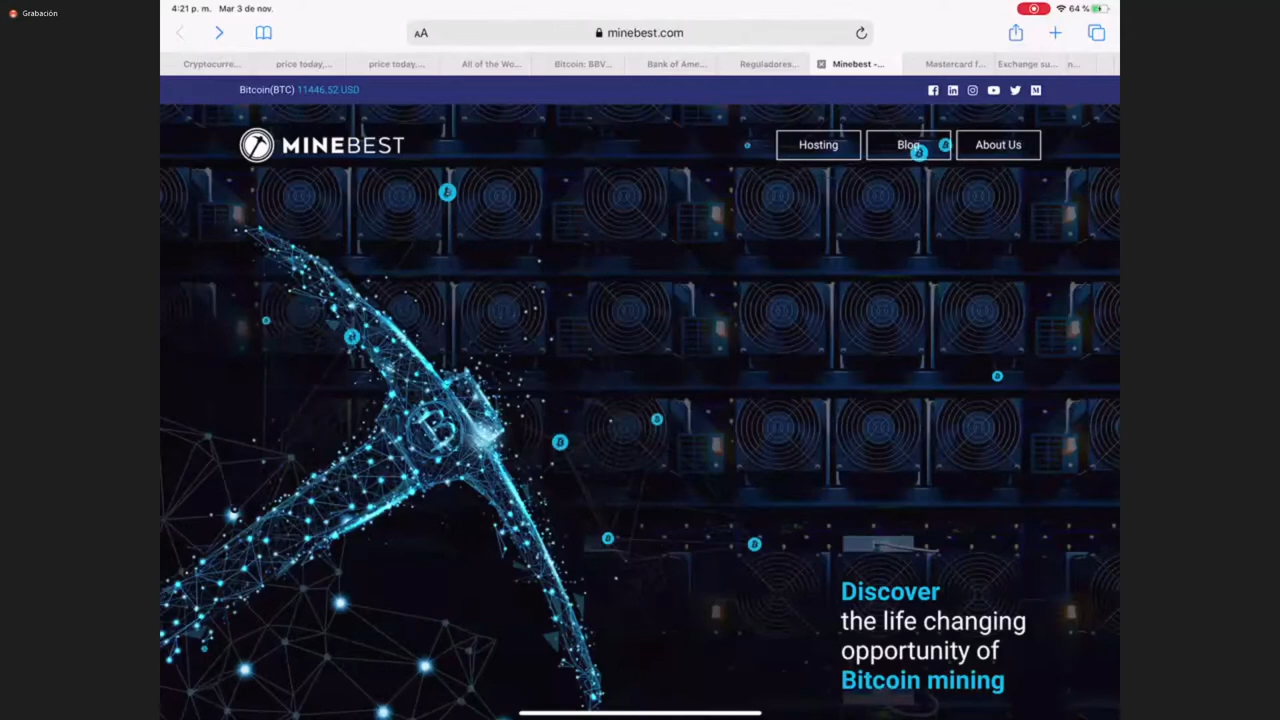 Grabación
4:21 p. m. Mar 3 de nov.
64 %
AA
minebest.com
Cryptocurre...
price today,...
price today,...
All of the Wo...
Bitcoin: BBV...
Bank of Ame...
Reguladores...
Minebest -...
Mastercard f...
Exchange su...
n...
Bitcoin(BTC) 11446,52 USD
MINEBEST
Hosting
Blog
About Us
Discover
the life changing
opportunity of
Bitcoin mining